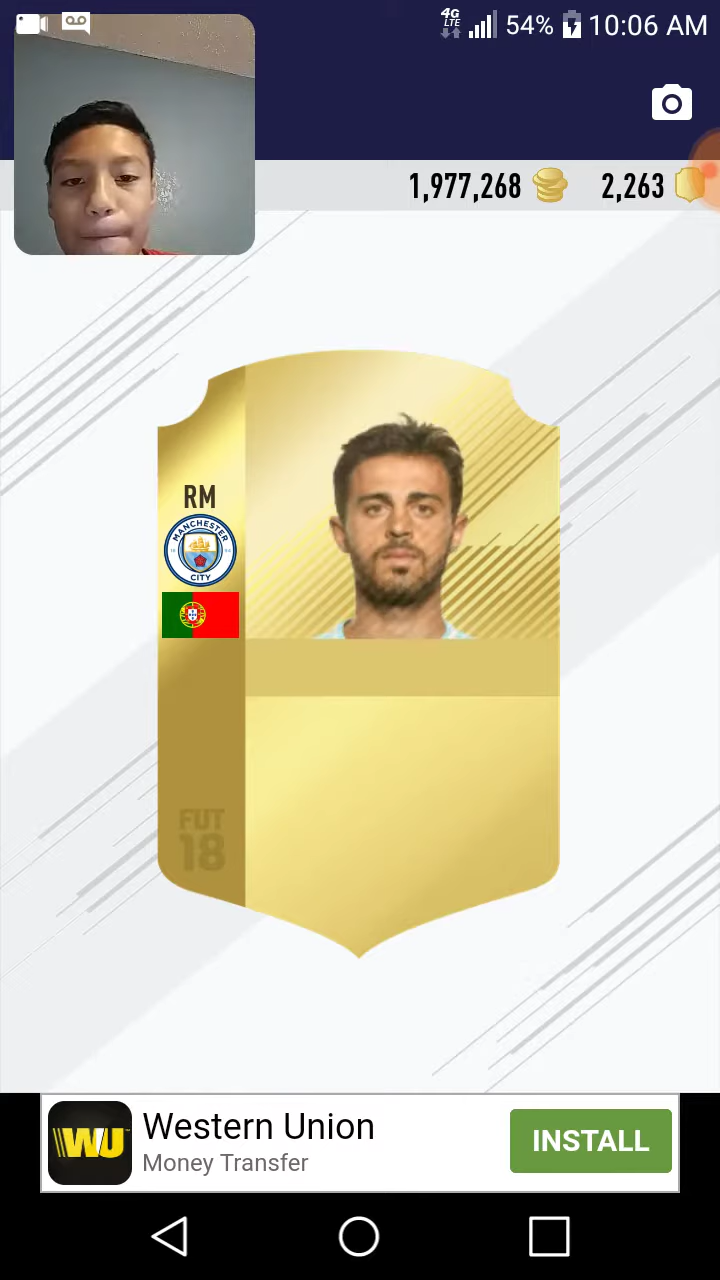 4G
LTE
54%
10:06 AM
1,977,268
2,263
RM
MANCHESTER
CITY
FUT
18
WU
Western Union
Money Transfer
INSTALL